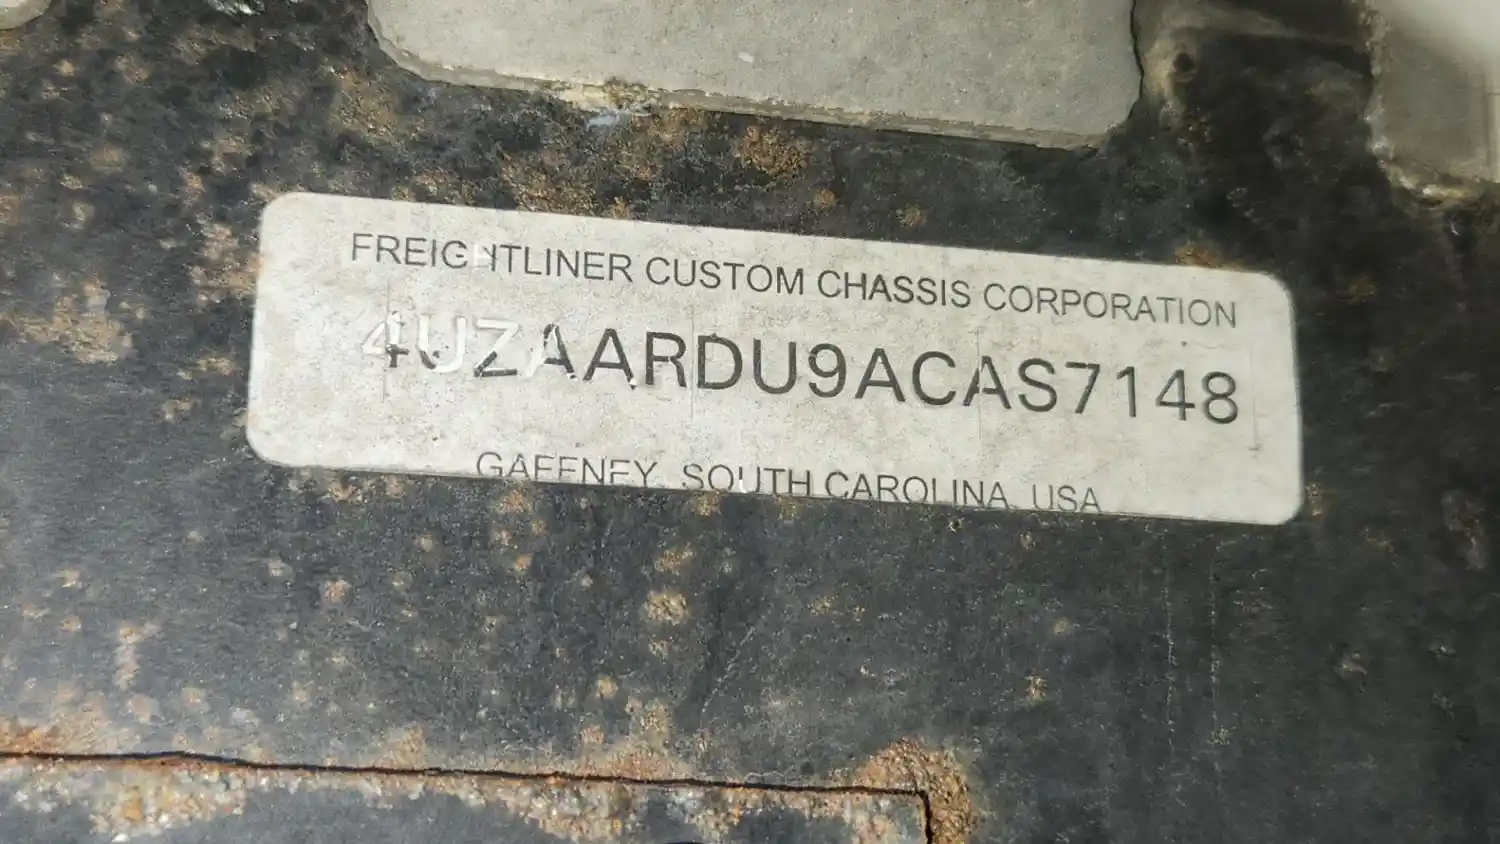 FREIGHTLINER CUSTOM CHASSIS CORPORATION
4UZAARDU9ACAS7148
GAFFNEY, SOUTH CAROLINA, USA